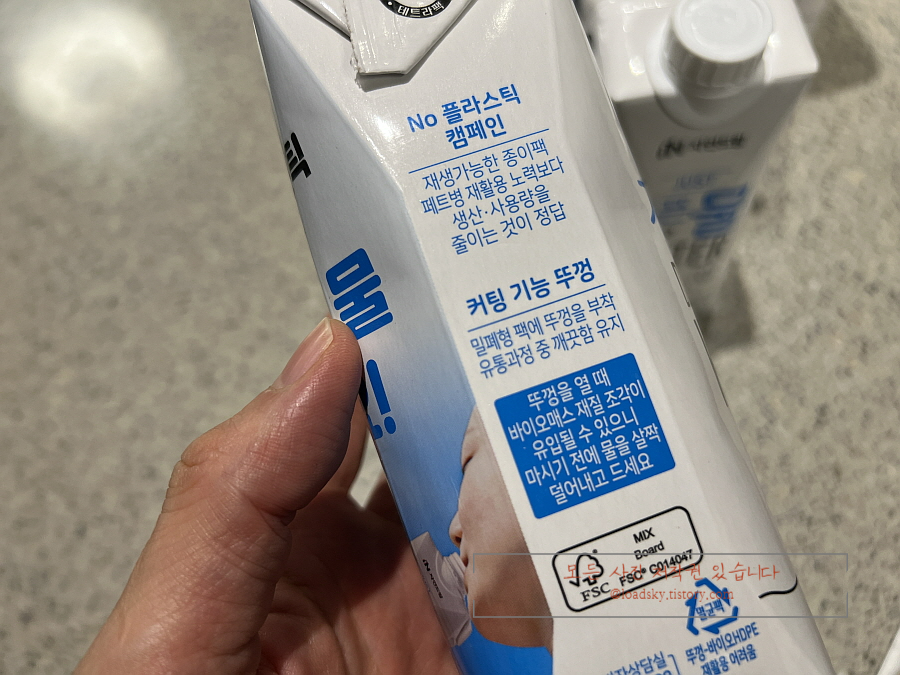 테트라팩
No 플라스틱
캠페인
재생가능한 종이팩
페트병 재활용 노력보다
생산·사용량을
줄이는 것이 정답
커팅 기능 뚜껑
밀폐형 팩에 뚜껑을 부착
유통과정 중 깨끗함 유지
뚜껑을 열 때
바이오매스 재질 조각이
유입될 수 있으니
마시기 전에 물을 살짝
덜어내고 드세요
MIX
Board
FSC® C014047
FSC
모든 사진 저작권 있습니다
@loadsky.tistory.com
멸균팩
뚜껑-바이오HDPE
재활용 어려움
물